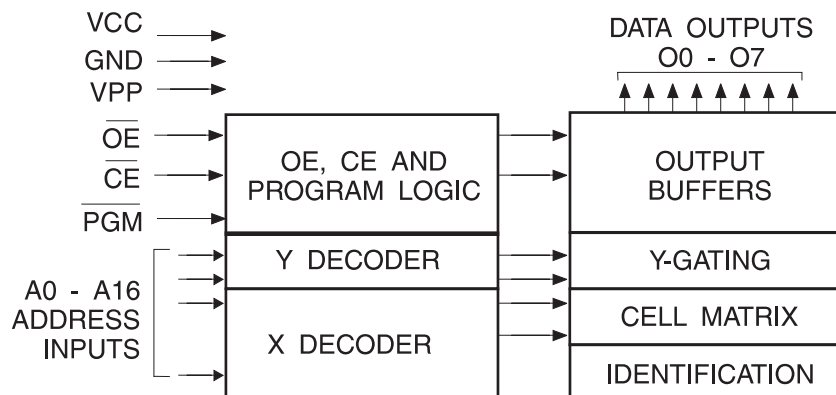 VCC
GND
VPP
OE
CE
PGM
A0 - A16
ADDRESS
INPUTS
OE, CE AND
PROGRAM LOGIC
Y DECODER
X DECODER
DATA OUTPUTS
O0 - O7
OUTPUT
BUFFERS
Y-GATING
CELL MATRIX
IDENTIFICATION